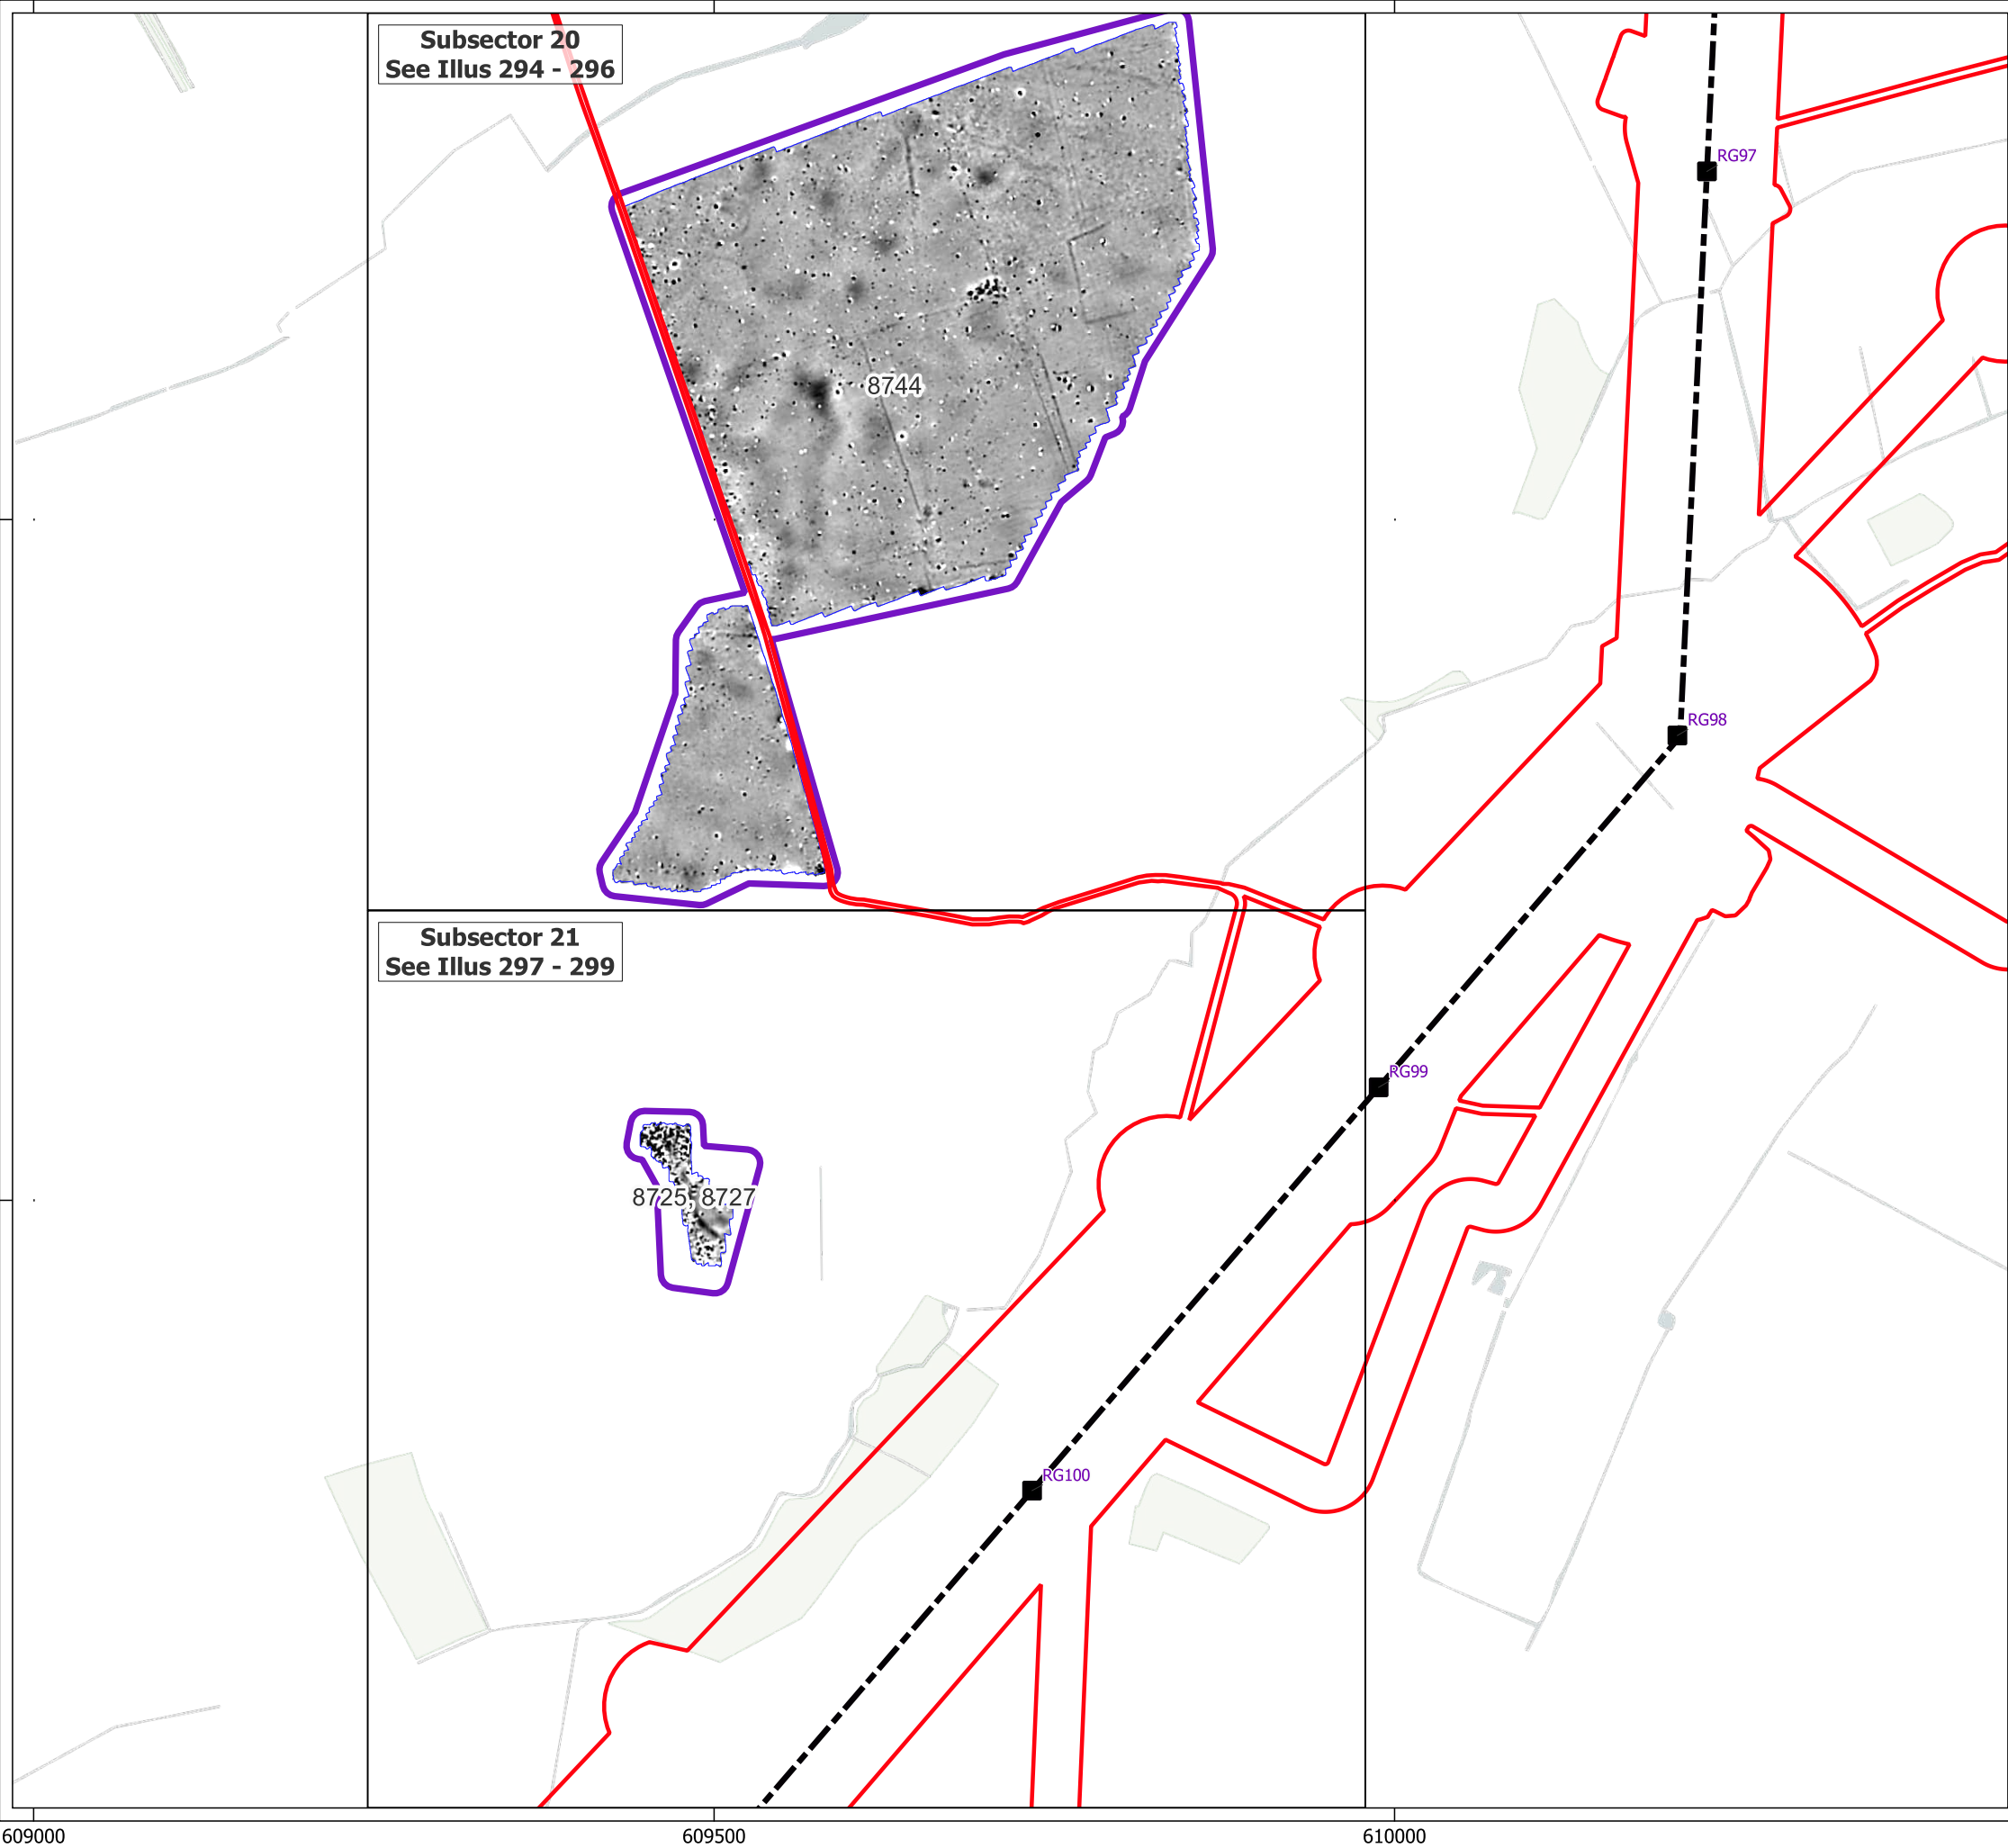 Subsector 20
See Illus 294 - 296
RG97
8744
RG98
Subsector 21
See Illus 297 - 299
RG99
8725, 8727
RG100
609000
609500
610000